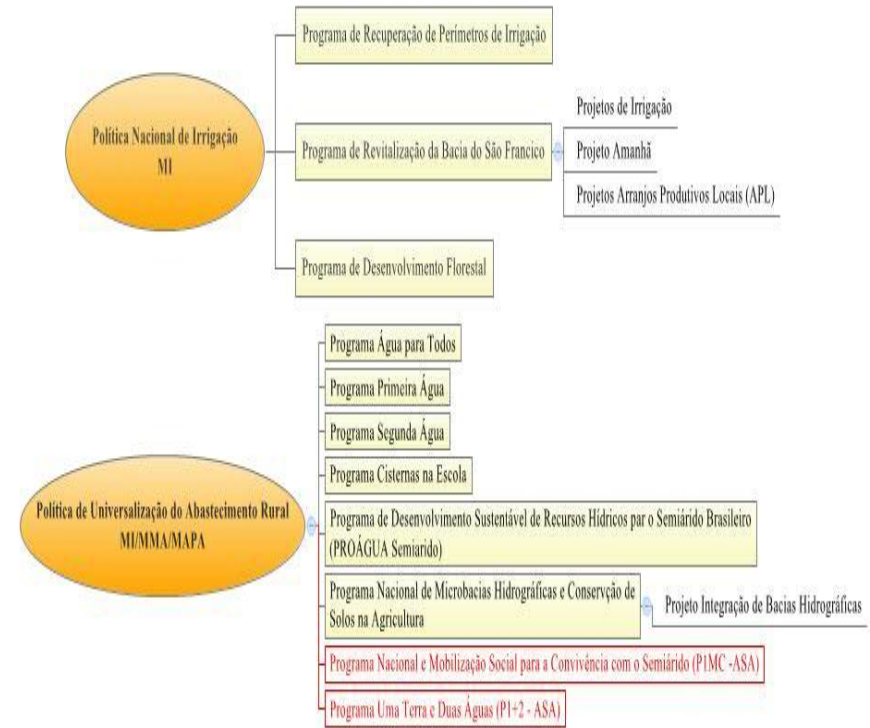 Programa de Recuperação de Perímetros de Irrigação
Política Nacional de Irrigação
MI
Programa de Revitalização da Bacia do São Francico
Projetos de Irrigação
Projeto Amanhã
Projetos Arranjos Produtivos Locais (APL)
Programa de Desenvolvimento Florestal
Programa Água para Todos
Programa Primeira Água
Programa Segunda Água
Programa Cisternas na Escola
Política de Universalização do Abastecimento Rural
MI/MMA/MAPA
Programa de Desenvolvimento Sustentável de Recursos Hídricos par o Semiárido Brasileiro
(PROÁGUA Semiarido)
Programa Nacional de Microbacias Hidrográficas e Conservção de
Solos na Agricultura
Projeto Integração de Bacias Hidrográficas
Programa Nacional e Mobilização Social para a Convivência com o Semiárido (P1MC -ASA)
Programa Uma Terra e Duas Águas (P1+2 - ASA)